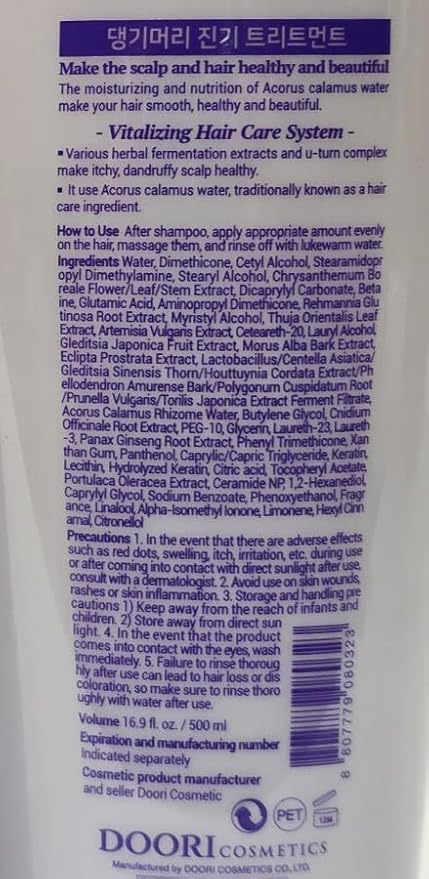 댕기머리 진기 트리트먼트
Make the scalp and hair healthy and beautiful
The moisturizing and nutrition of Acorus calamus water
make your hair smooth, healthy and beautiful.
- Vitalizing Hair Care System -
▪ Various herbal fermentation extracts and u-turn complex
make itchy, dandruffy scalp healthy.
▪ It use Acorus calamus water, traditionally known as a hair
care ingredient.
How to Use After shampoo, apply appropriate amount evenly
on the hair, massage them, and rinse off with lukewarm water.
Ingredients Water, Dimethicone, Cetyl Alcohol, Stearamidopr
opyl Dimethylamine, Stearyl Alcohol, Chrysanthemum Bo
reale Flower/Leaf/Stem Extract, Dicaprylyl Carbonate, Beta
ine, Glutamic Acid, Aminopropyl Dimethicone, Rehmannia Glu
tinosa Root Extract, Myristyl Alcohol, Thuja Orientalis Leaf
Extract, Artemisia Vulgaris Extract, Ceteareth-20, Lauryl Alcohol,
Gleditsia Japonica Fruit Extract, Morus Alba Bark Extract,
Eclipta Prostrata Extract, Lactobacillus/Centella Asiatica/
Gleditsia Sinensis Thorn/Houttuynia Cordata Extract/Ph
ellodendron Amurense Bark/Polygonum Cuspidatum Root
/Prunella Vulgaris/Torilis Japonica Extract Ferment Filtrate,
Acorus Calamus Rhizome Water, Butylene Glycol, Cnidium
Officinale Root Extract, PEG-10, Glycerin, Laureth-23, Laureth
-3, Panax Ginseng Root Extract, Phenyl Trimethicone, Xan
than Gum, Panthenol, Caprylic/Capric Triglyceride, Keratin,
Lecithin, Hydrolyzed Keratin, Citric acid, Tocopheryl Acetate,
Portulaca Oleracea Extract, Ceramide NP, 1,2-Hexanediol,
Caprylyl Glycol, Sodium Benzoate, Phenoxyethanol, Fragr
ance, Linalool, Alpha-Isomethyl Ionone, Limonene, Hexyl Cinn
amal, Citronellol
Precautions 1. In the event that there are adverse effects
such as red dots, swelling, itch, irritation, etc. during use
or after coming into contact with direct sunlight after use,
consult with a dermatologist. 2. Avoid use on skin wounds,
rashes or skin inflammation. 3. Storage and handling pre
cautions 1) Keep away from the reach of infants and
children. 2) Store away from direct sun
light. 4. In the event that the product
comes into contact with the eyes, wash
immediately. 5. Failure to rinse thoroug
hly after use can lead to hair loss or dis
coloration, so make sure to rinse thoro
ughly with water after use.
8 807779 080323
Volume 16.9 fl. oz. / 500 ml
Expiration and manufacturing number
Indicated separately
Cosmetic product manufacturer
and seller Doori Cosmetic
PET
12M
DOORI COSMETICS
Manufactured by DOORI COSMETICS CO., LTD.